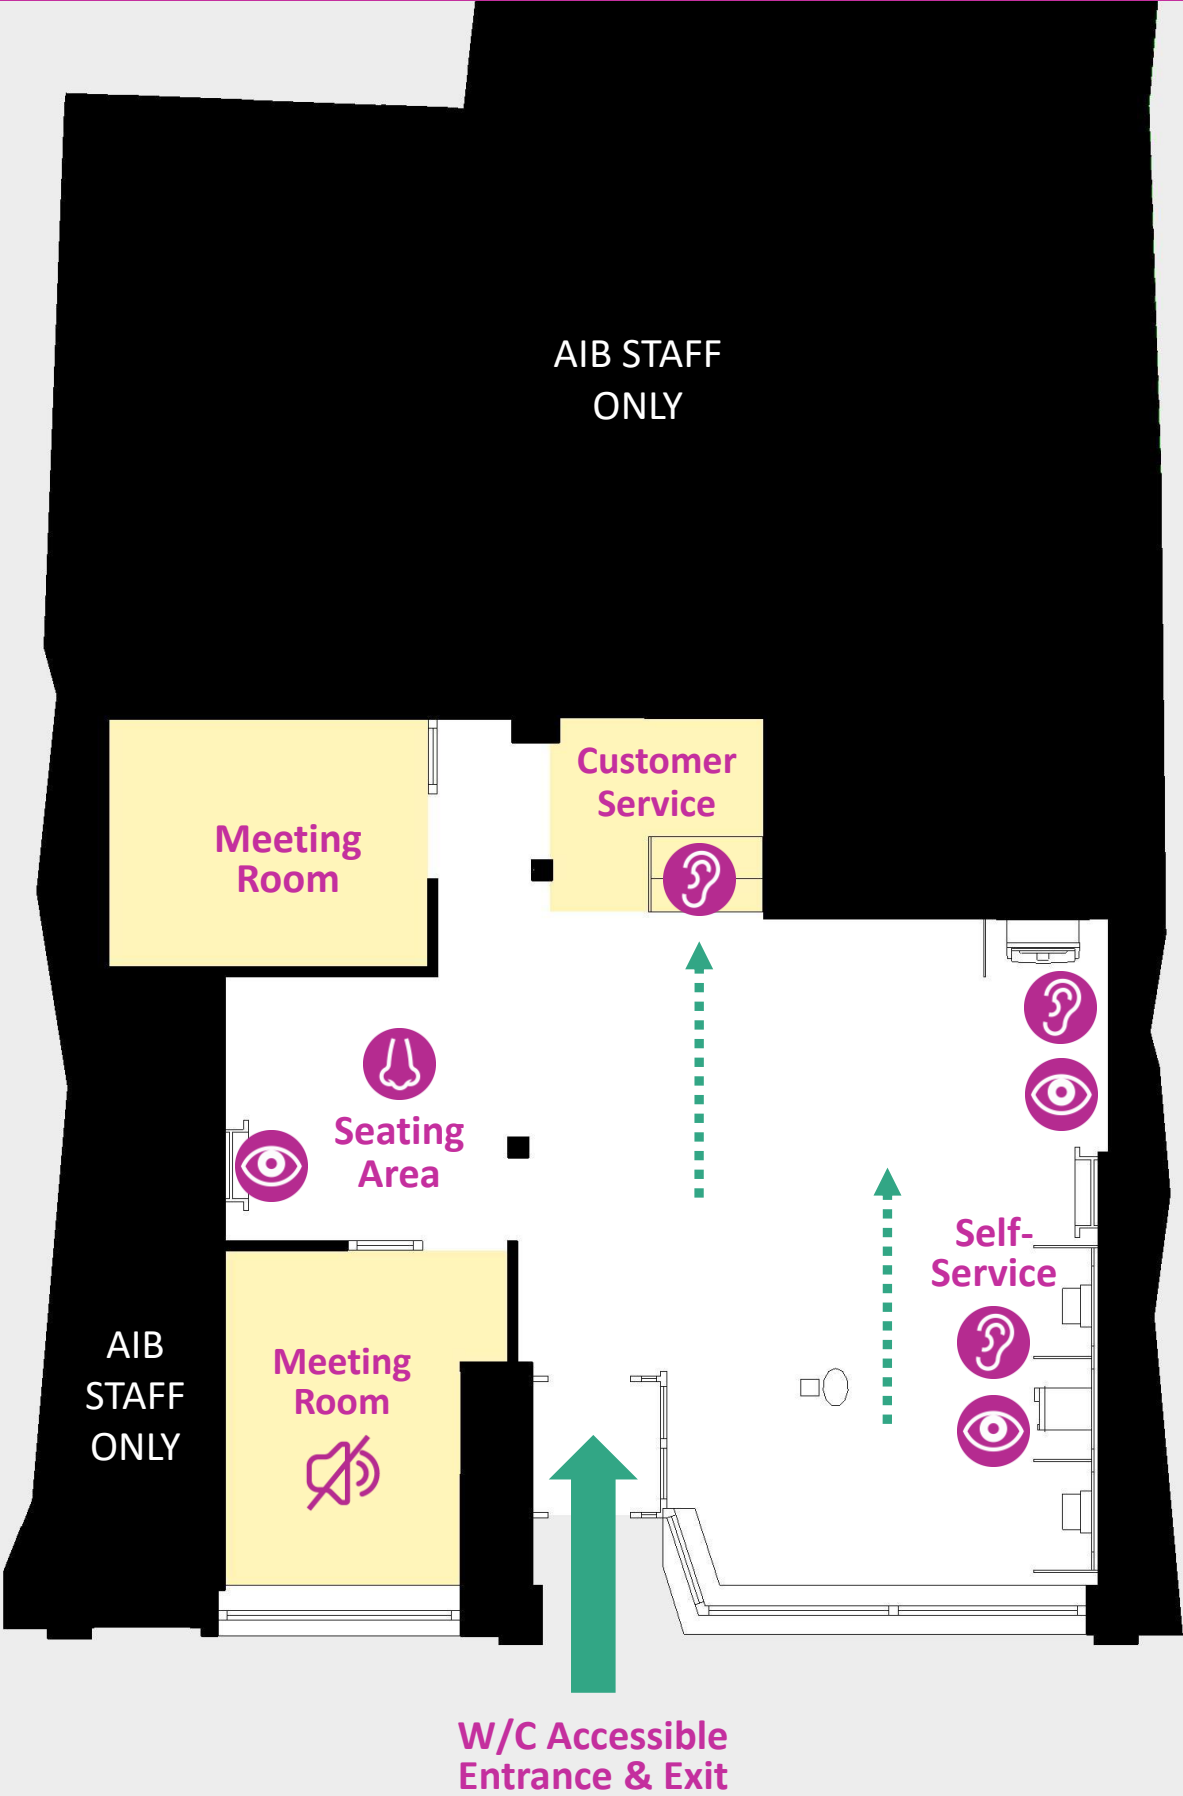 AIB STAFF
ONLY
Customer
Service
Meeting
Room
Seating
Area
Self-
Service
AIB
STAFF
ONLY
Meeting
Room
W/C Accessible
Entrance & Exit